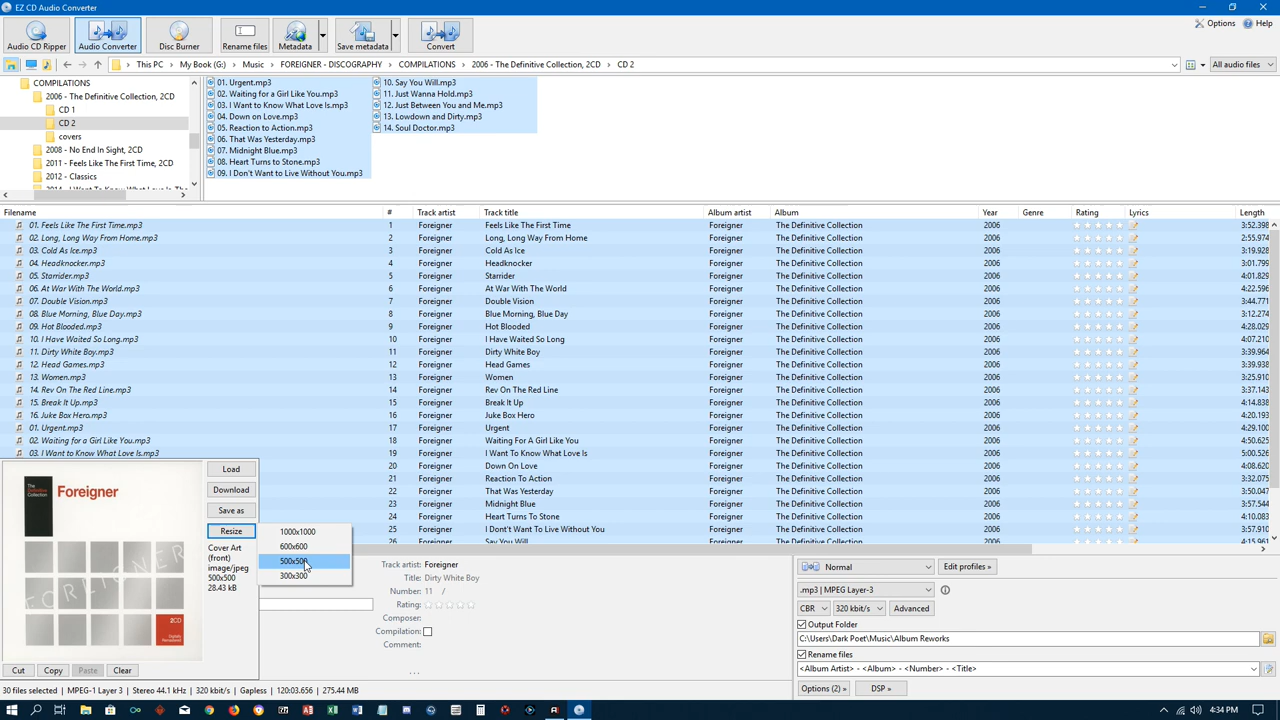 EZ CD Audio Converter
Audio CD Ripper
Audio Converter
Disc Burner
Rename files
Metadata
Save metadata
Convert
Options
Help
This PC > My Book (G:) > Music > FOREIGNER - DISCOGRAPHY > COMPILATIONS > 2006 - The Definitive Collection, 2CD > CD 2
All audio files
COMPILATIONS
2006 - The Definitive Collection, 2CD
CD 1
CD 2
covers
2008 - No End In Sight, 2CD
2011 - Feels Like The First Time, 2CD
2012 - Classics
2014 - I Want To Know What Love Is The
01. Urgent.mp3
02. Waiting for a Girl Like You.mp3
03. I Want to Know What Love Is.mp3
04. Down on Love.mp3
05. Reaction to Action.mp3
06. That Was Yesterday.mp3
07. Midnight Blue.mp3
08. Heart Turns to Stone.mp3
09. I Don't Want to Live Without You.mp3
10. Say You Will.mp3
11. Just Wanna Hold.mp3
12. Just Between You and Me.mp3
13. Lowdown and Dirty.mp3
14. Soul Doctor.mp3
Filename # Track artist Track title Album artist Album Year Genre Rating Lyrics Length
01. Feels Like The First Time.mp3 1 Foreigner Feels Like The First Time Foreigner The Definitive Collection 2006 3:52.398
02. Long, Long Way From Home.mp3 2 Foreigner Long, Long Way From Home Foreigner The Definitive Collection 2006 2:55.974
03. Cold As Ice.mp3 3 Foreigner Cold As Ice Foreigner The Definitive Collection 2006 3:19.928
04. Headknocker.mp3 4 Foreigner Headknocker Foreigner The Definitive Collection 2006 3:01.799
05. Starrider.mp3 5 Foreigner Starrider Foreigner The Definitive Collection 2006 4:01.829
06. At War With The World.mp3 6 Foreigner At War With The World Foreigner The Definitive Collection 2006 4:22.596
07. Double Vision.mp3 7 Foreigner Double Vision Foreigner The Definitive Collection 2006 3:44.771
08. Blue Morning, Blue Day.mp3 8 Foreigner Blue Morning, Blue Day Foreigner The Definitive Collection 2006 3:12.274
09. Hot Blooded.mp3 9 Foreigner Hot Blooded Foreigner The Definitive Collection 2006 4:28.029
10. I Have Waited So Long.mp3 10 Foreigner I Have Waited So Long Foreigner The Definitive Collection 2006 4:07.210
11. Dirty White Boy.mp3 11 Foreigner Dirty White Boy Foreigner The Definitive Collection 2006 3:39.964
12. Head Games.mp3 12 Foreigner Head Games Foreigner The Definitive Collection 2006 3:39.938
13. Women.mp3 13 Foreigner Women Foreigner The Definitive Collection 2006 3:25.910
14. Rev On The Red Line.mp3 14 Foreigner Rev On The Red Line Foreigner The Definitive Collection 2006 3:37.143
15. Break It Up.mp3 15 Foreigner Break It Up Foreigner The Definitive Collection 2006 4:14.838
16. Juke Box Hero.mp3 16 Foreigner Juke Box Hero Foreigner The Definitive Collection 2006 4:20.193
01. Urgent.mp3 17 Foreigner Urgent Foreigner The Definitive Collection 2006 4:32.013
02. Waiting for a Girl Like You.mp3 18 Foreigner Waiting For A Girl Like You Foreigner The Definitive Collection 2006 4:50.625
03. I Want to Know What Love Is.mp3 19 Foreigner I Want To Know What Love Is Foreigner The Definitive Collection 2006 5:00.526
20 Foreigner Down On Love Foreigner The Definitive Collection 2006 4:08.237
21 Foreigner Reaction To Action Foreigner The Definitive Collection 2006 3:57.345
22 Foreigner That Was Yesterday Foreigner The Definitive Collection 2006
23 Foreigner Midnight Blue Foreigner The Definitive Collection 2006
24 Foreigner Heart Turns To Stone Foreigner The Definitive Collection 2006
25 Foreigner I Don't Want To Live Without You Foreigner The Definitive Collection 2006
26 Foreigner Say You Will Foreigner The Definitive Collection 2006
The Definitive Collection
Foreigner
FOREIGNER
2CD
Digitally Remastered
Load
Download
Save as
Resize
Cover Art
(front)
image/jpeg
500x500
28.43 kB
1000x1000
600x600
500x500
300x300
Cut
Copy
Paste
Clear
Track artist: Foreigner
Title: Dirty White Boy
Number: 11 /
Rating:
Composer:
Compilation:
Comment:
...
Normal
Edit profiles »
.mp3 | MPEG Layer-3
CBR
320 kbit/s
Advanced
Output Folder
C:\Users\Dark Poet\Music\Album Reworks
Rename files
<Album Artist> - <Album> - <Number> - <Title>
Options (2) »
DSP »
30 files selected MPEG-1 Layer 3 Stereo 44.1 kHz 320 kbit/s Gapless 120:03.656 275.44 MB
4:34 PM